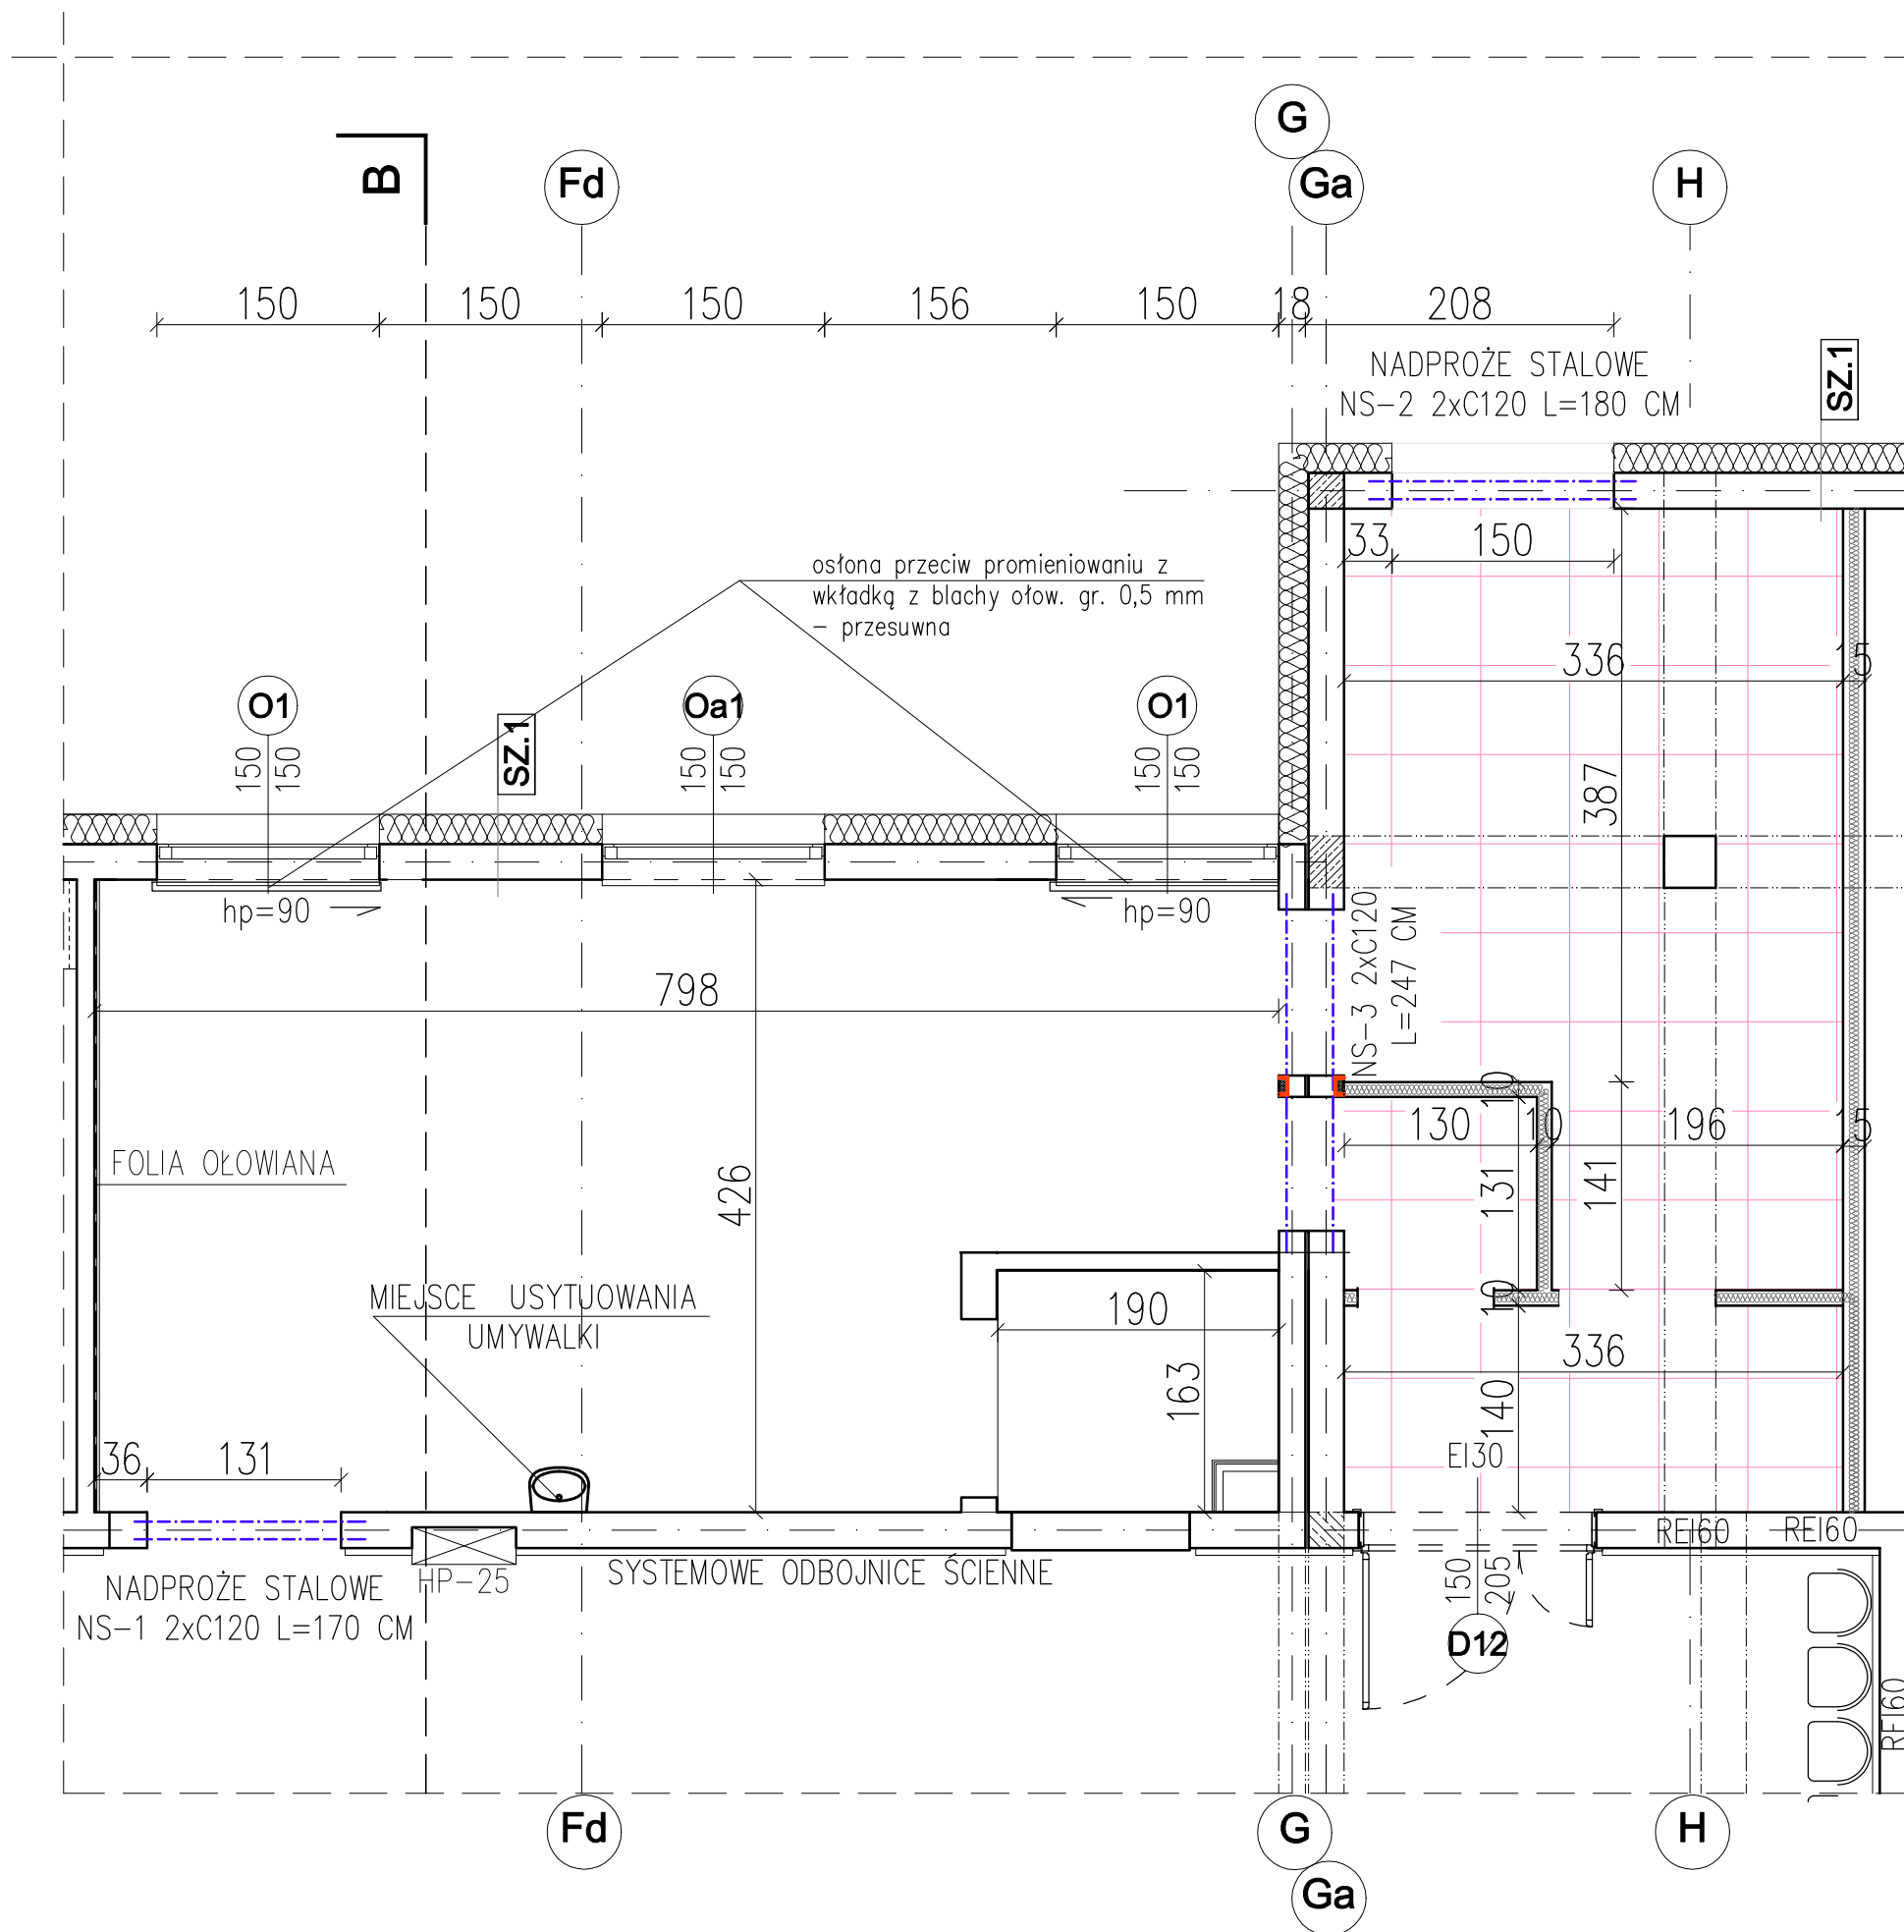 G
Ga
B
Fd
H
150
150
150
156
150
18
208
NADPROŻE STALOWE
NS-2 2xC120 L=180 CM
SZ.1
33
150
osłona przeciw promieniowaniu z
wkładką z blachy ołow. gr. 0,5 mm
- przesuwna
336
15
O1
150
150
SZ.1
Oa1
150
150
O1
150
150
387
hp=90
hp=90
NS-3 2xC120
L=247 CM
798
10
130
10
196
15
FOLIA OŁOWIANA
426
131
141
MIEJSCE USYTUOWANIA
UMYWALKI
190
10
336
163
140
36
131
EI30
REI60
REI60
NADPROŻE STALOWE
NS-1 2xC120 L=170 CM
HP-25
SYSTEMOWE ODBOJNICE ŚCIENNE
150
205
D12
REI60
Fd
G
H
Ga